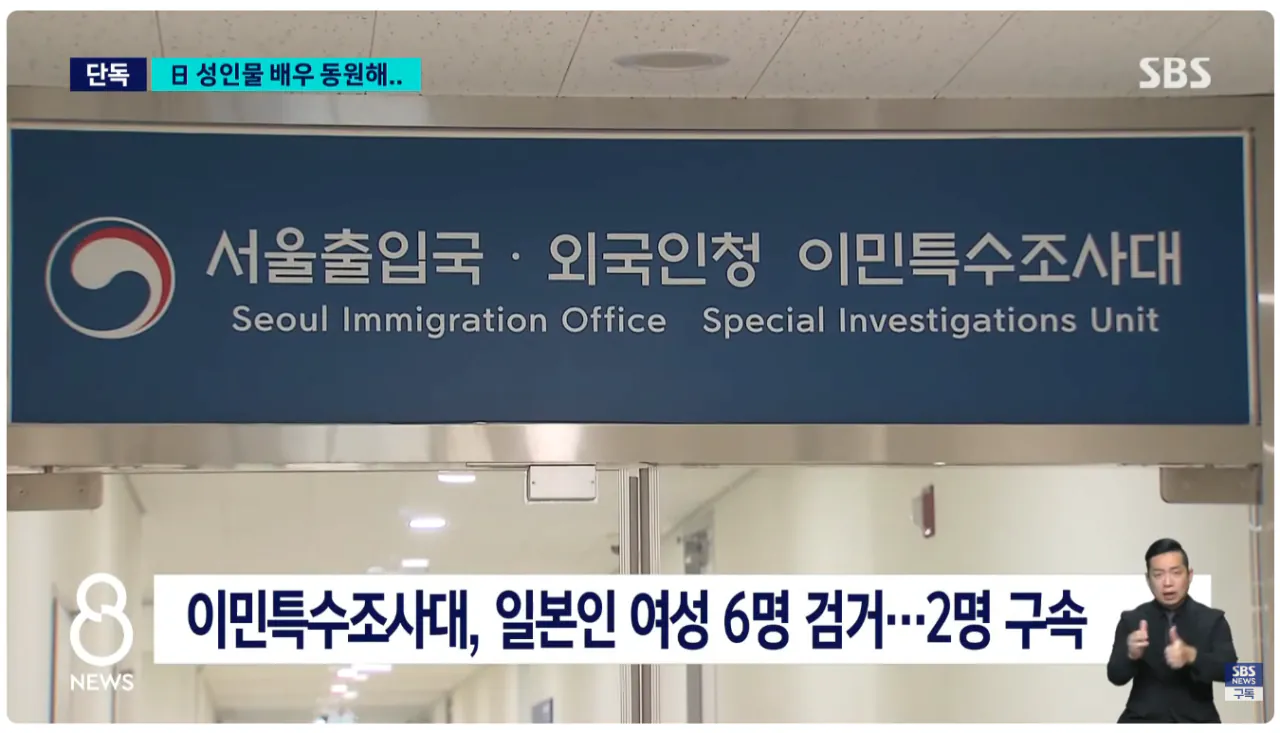 단독 日 성인물 배우 동원해..
SBS
서울출입국 · 외국인청 이민특수조사대
Seoul Immigration Office Special Investigations Unit
이민특수조사대, 일본인 여성 6명 검거…2명 구속
8
NEWS
SBS
NEWS
구독